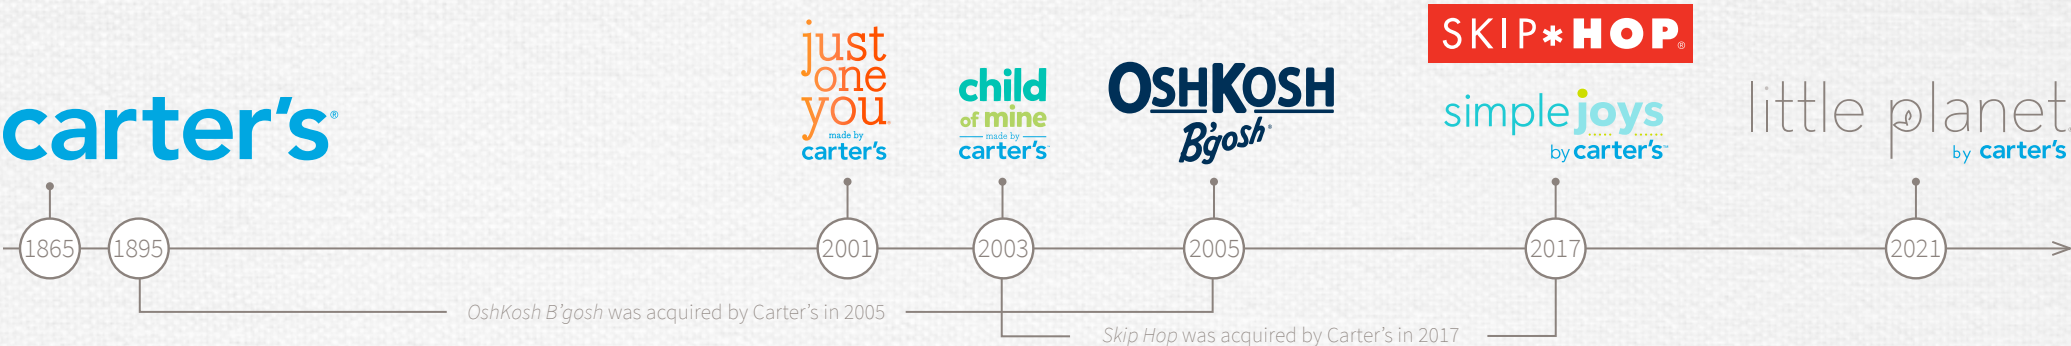 carter's®
just
one
you®
made by
carter's
child
of mine
made by
carter's™
OSHKOSH
B'gosh®
SKIP*HOP®
simple joys
by carter's™
little planet
by carter's
1865
1895
2001
2003
2005
2017
2021
OshKosh B'gosh was acquired by Carter's in 2005
Skip Hop was acquired by Carter's in 2017